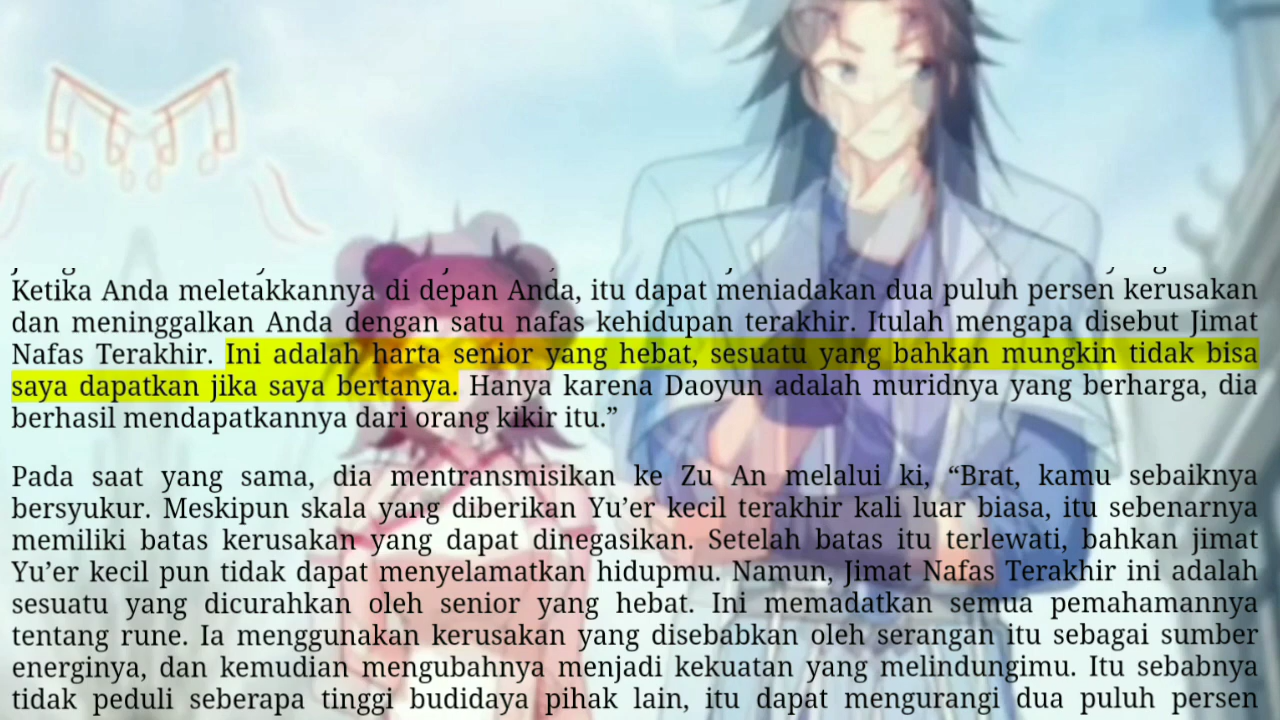 Ketika Anda meletakkannya di depan Anda, itu dapat meniadakan dua puluh persen kerusakan
dan meninggalkan Anda dengan satu nafas kehidupan terakhir. Itulah mengapa disebut Jimat
Nafas Terakhir. Ini adalah harta senior yang hebat, sesuatu yang bahkan mungkin tidak bisa
saya dapatkan jika saya bertanya. Hanya karena Daoyun adalah muridnya yang berharga, dia
berhasil mendapatkannya dari orang kikir itu.”
Pada saat yang sama, dia mentransmisikan ke Zu An melalui ki, “Brat, kamu sebaiknya
bersyukur. Meskipun skala yang diberikan Yu’er kecil terakhir kali luar biasa, itu sebenarnya
memiliki batas kerusakan yang dapat dinegasikan. Setelah batas itu terlewati, bahkan jimat
Yu’er kecil pun tidak dapat menyelamatkan hidupmu. Namun, Jimat Nafas Terakhir ini adalah
sesuatu yang dicurahkan oleh senior yang hebat. Ini memadatkan semua pemahamannya
tentang rune. Ia menggunakan kerusakan yang disebabkan oleh serangan itu sebagai sumber
energinya, dan kemudian mengubahnya menjadi kekuatan yang melindungimu. Itu sebabnya
tidak peduli seberapa tinggi budidaya pihak lain, itu dapat mengurangi dua puluh persen